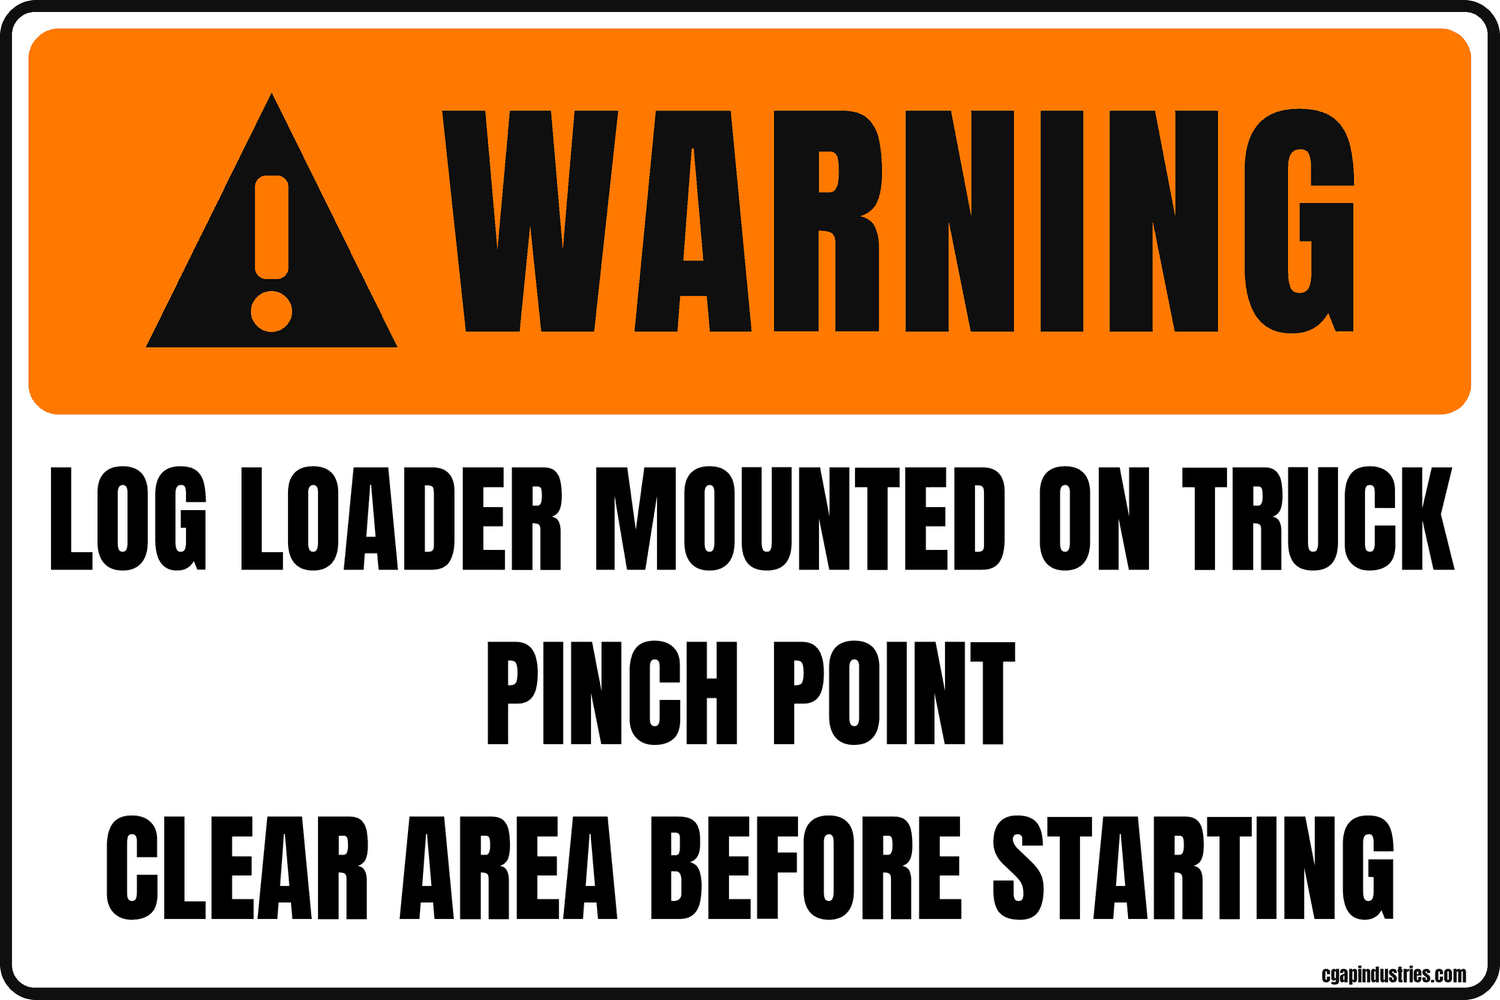 WARNING
LOG LOADER MOUNTED ON TRUCK
PINCH POINT
CLEAR AREA BEFORE STARTING
cgapindustries.com